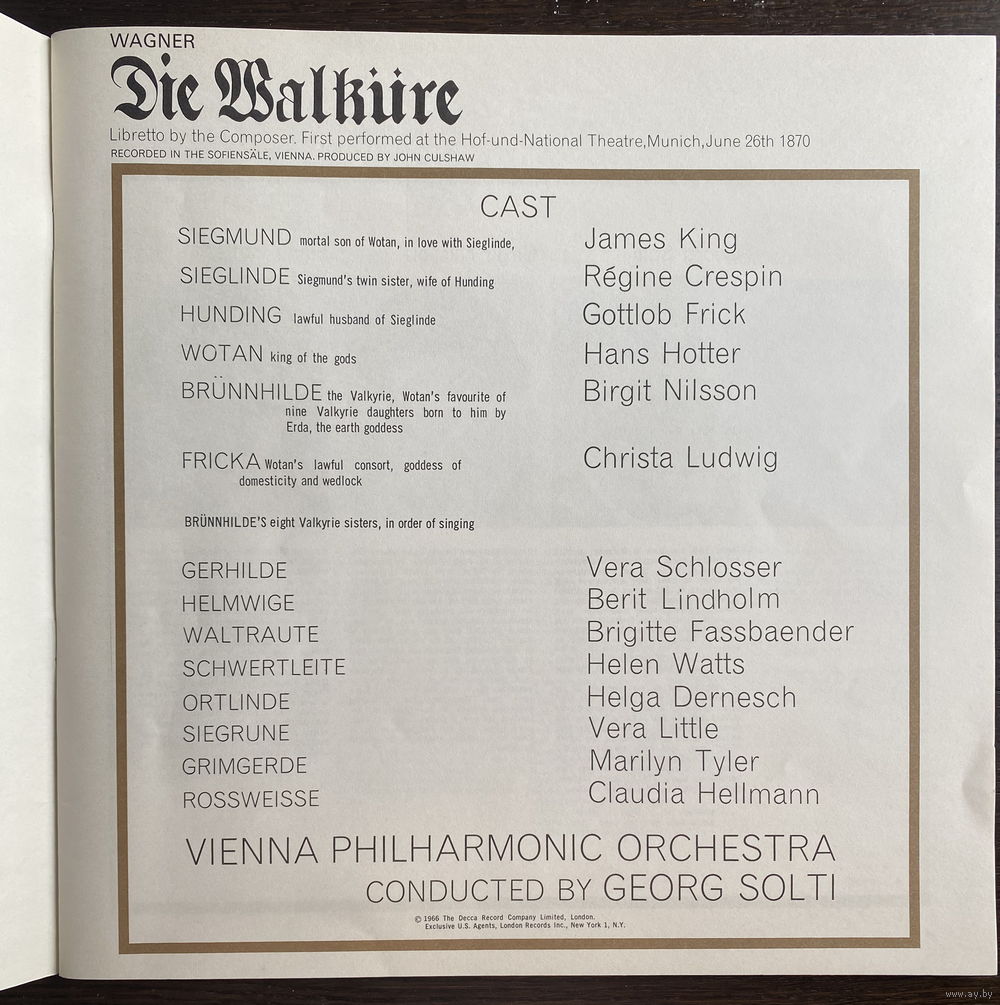 WAGNER
Die Walküre
Libretto by the Composer. First performed at the Hof-und-National Theatre,Munich,June 26th 1870
RECORDED IN THE SOFIENSÄLE, VIENNA. PRODUCED BY JOHN CULSHAW
CAST
SIEGMUND mortal son of Wotan, in love with Sieglinde, James King
SIEGLINDE Siegmund's twin sister, wife of Hunding Régine Crespin
HUNDING lawful husband of Sieglinde Gottlob Frick
WOTAN king of the gods Hans Hotter
BRÜNNHILDE the Valkyrie, Wotan's favourite of Birgit Nilsson
nine Valkyrie daughters born to him by
Erda, the earth goddess
FRICKA Wotan's lawful consort, goddess of Christa Ludwig
domesticity and wedlock
BRÜNNHILDE'S eight Valkyrie sisters, in order of singing
GERHILDE Vera Schlosser
HELMWIGE Berit Lindholm
WALTRAUTE Brigitte Fassbaender
SCHWERTLEITE Helen Watts
ORTLINDE Helga Dernesch
SIEGRUNE Vera Little
GRIMGERDE Marilyn Tyler
ROSSWEISSE Claudia Hellmann
VIENNA PHILHARMONIC ORCHESTRA
CONDUCTED BY GEORG SOLTI
© 1966 The Decca Record Company Limited, London.
Exclusive U.S. Agents, London Records Inc., New York 1, N.Y.
www.ay.by